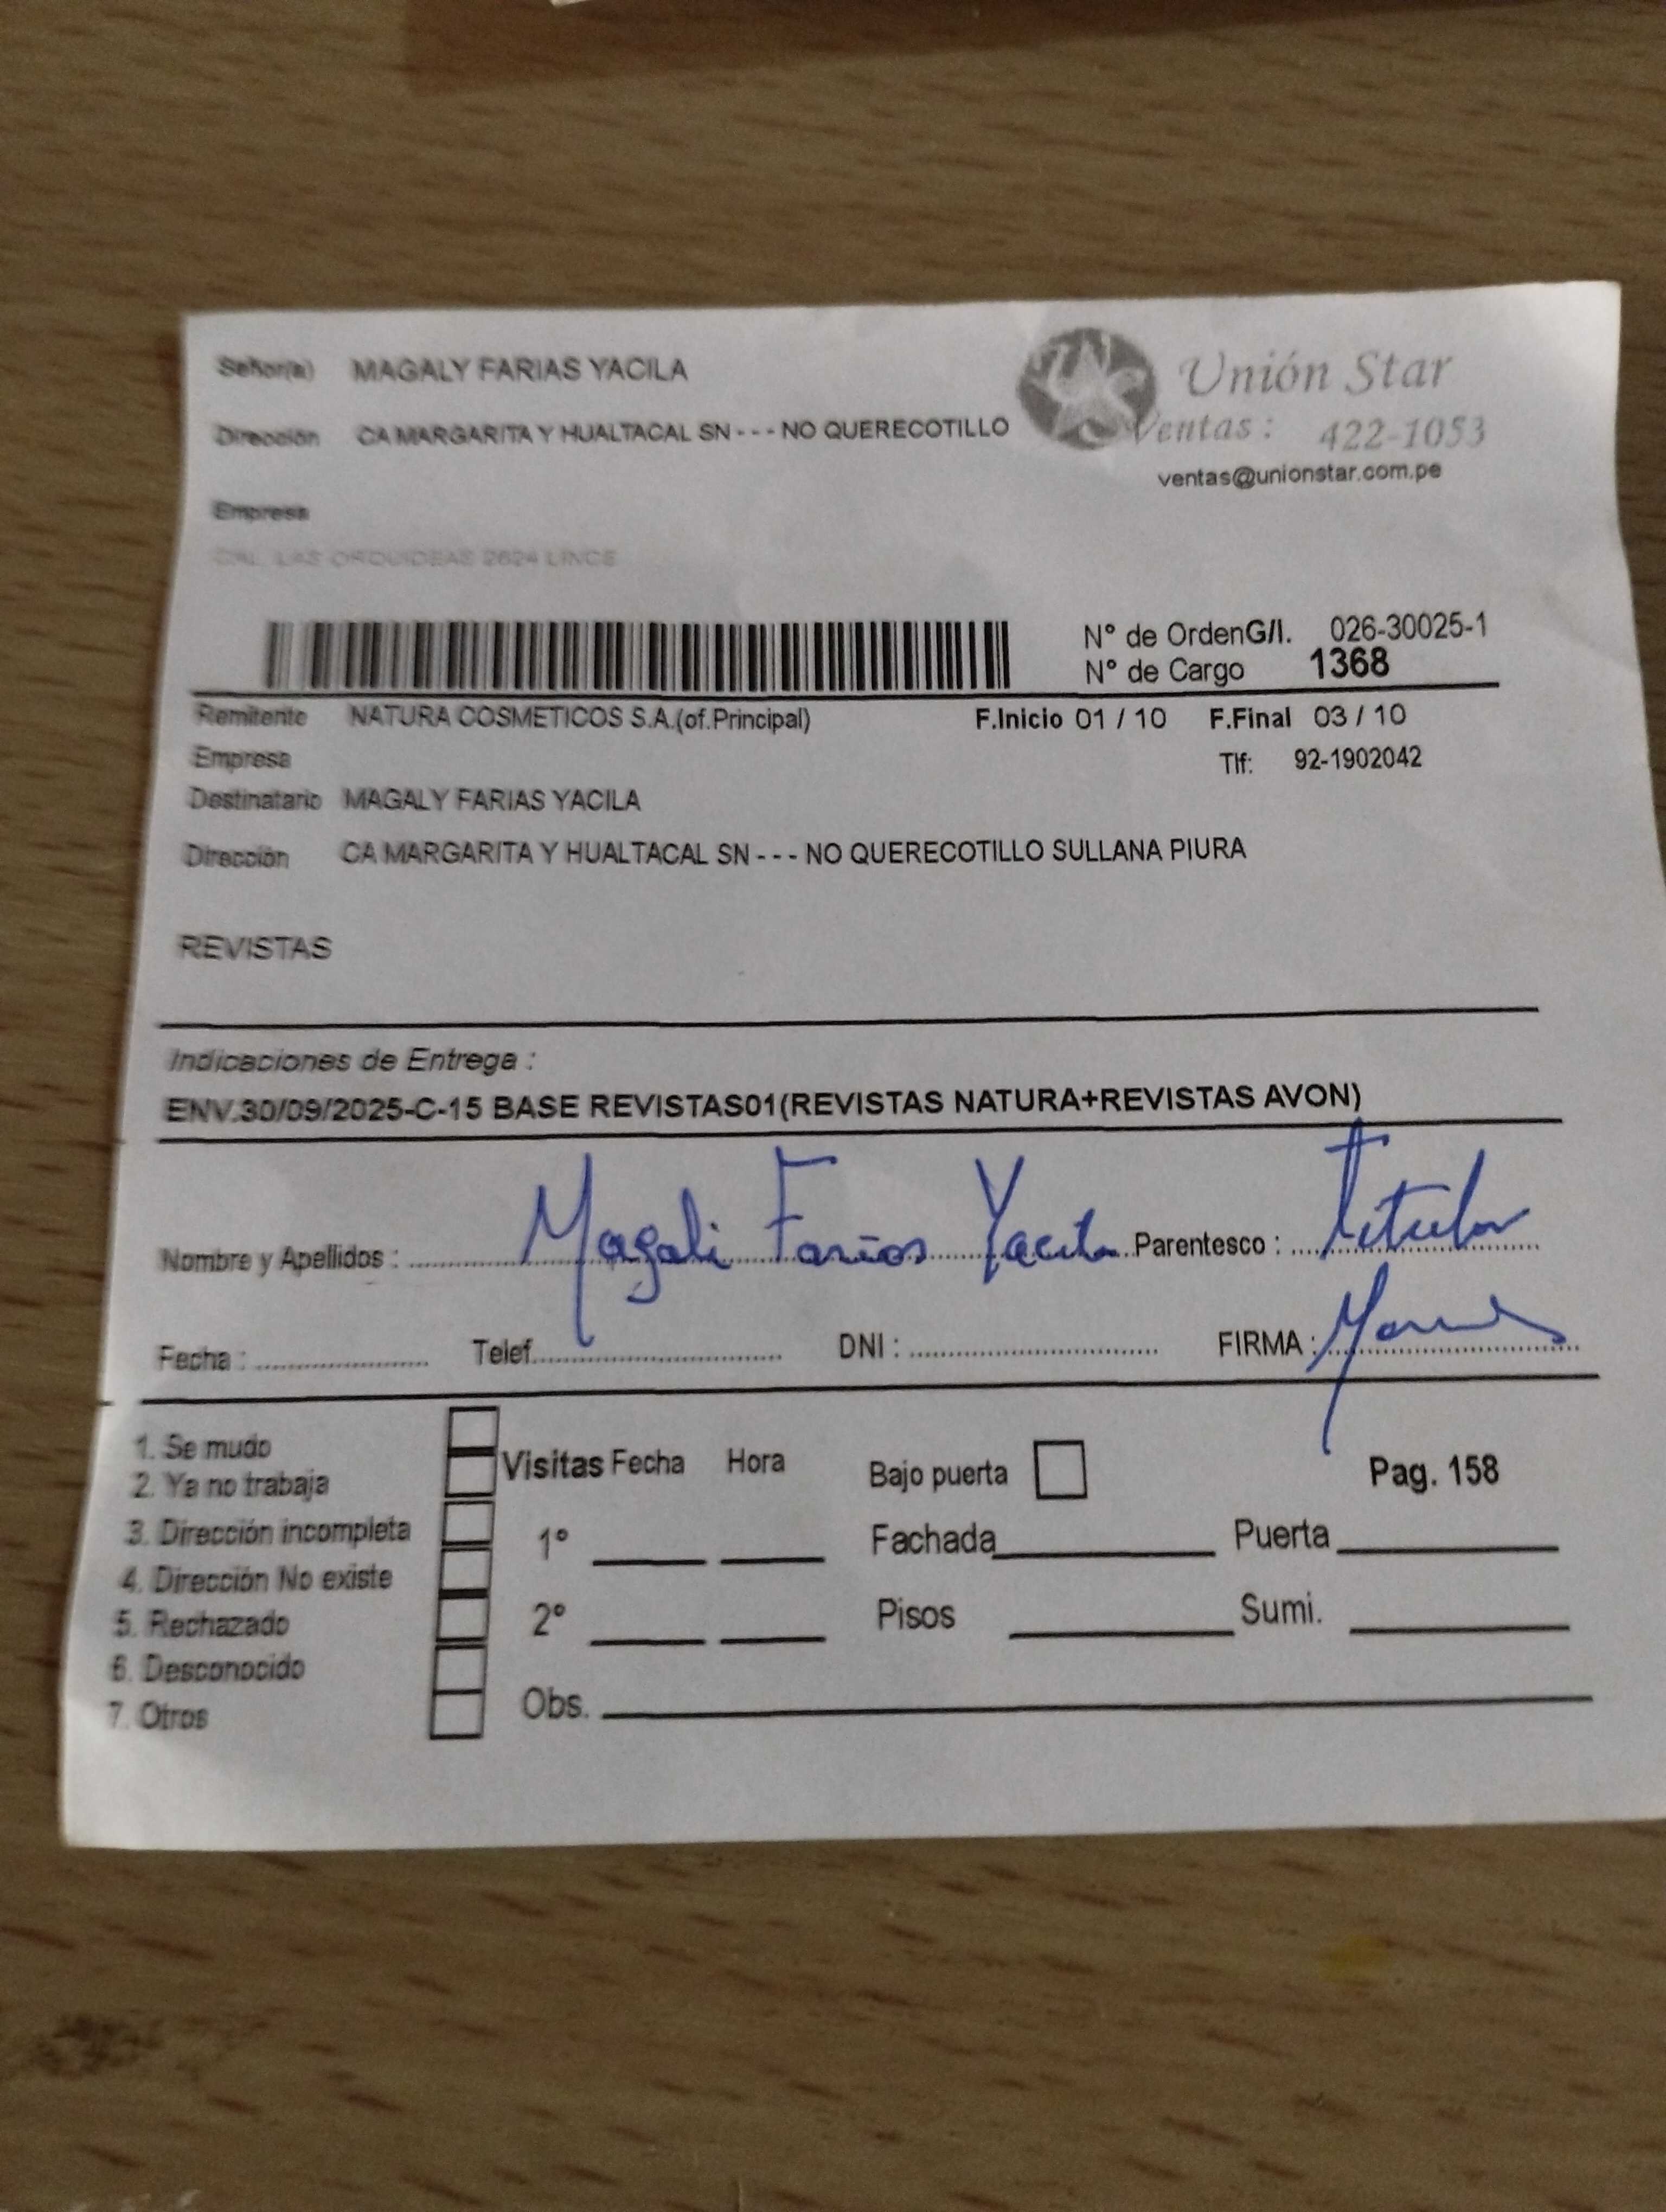 Señor(a) MAGALY FARIAS YACILA
Unión Star
Dirección CA MARGARITA Y HUALTACAL SN - - - NO QUERECOTILLO
Ventas : 422-1053
ventas@unionstar.com.pe
Empresa
CAL. LAS ORQUIDEAS 2624 LINCE
N° de OrdenG/I. 026-30025-1
N° de Cargo 1368
Remitente NATURA COSMETICOS S.A.(of.Principal) F.Inicio 01 / 10 F.Final 03 / 10
Empresa Tlf: 92-1902042
Destinatario MAGALY FARIAS YACILA
Dirección CA MARGARITA Y HUALTACAL SN - - - NO QUERECOTILLO SULLANA PIURA
REVISTAS
Indicaciones de Entrega :
ENV.30/09/2025-C-15 BASE REVISTAS01(REVISTAS NATURA+REVISTAS AVON)
Nombre y Apellidos : Magali Farias Yacila Parentesco : titular
Fecha : Telef. DNI : FIRMA :
1. Se mudo
2. Ya no trabaja
3. Dirección incompleta
4. Dirección No existe
5. Rechazado
6. Desconocido
7. Otros
Visitas Fecha Hora Bajo puerta Pag. 158
1° Fachada Puerta
2° Pisos Sumi.
Obs.